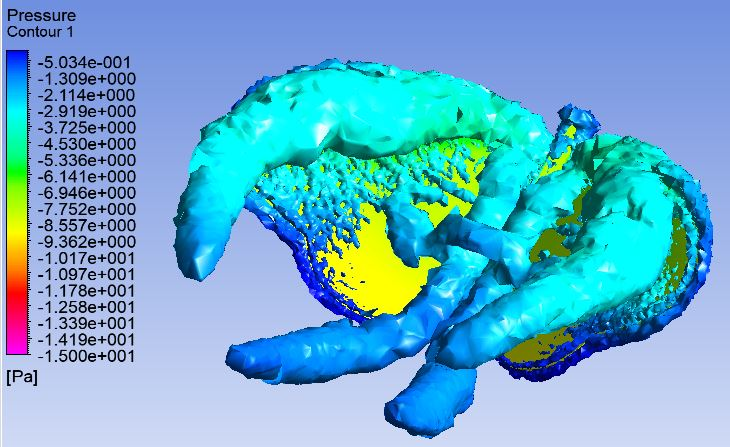 Pressure
Contour 1
-5.034e-001
-1.309e+000
-2.114e+000
-2.919e+000
-3.725e+000
-4.530e+000
-5.336e+000
-6.141e+000
-6.946e+000
-7.752e+000
-8.557e+000
-9.362e+000
-1.017e+001
-1.097e+001
-1.178e+001
-1.258e+001
-1.339e+001
-1.419e+001
-1.500e+001
[Pa]